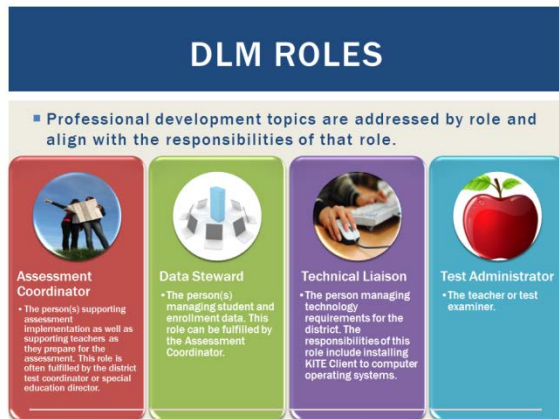 DLM ROLES
Professional development topics are addressed by role and
align with the responsibilities of that role.
Assessment
Coordinator
•The person(s) supporting
assessment
implementation as well as
supporting teachers as
they prepare for the
assessment. This role is
often fulfilled by the district
test coordinator or special
education director.
Data Steward
•The person(s)
managing student and
enrollment data. This
role can be fulfilled by
the Assessment
Coordinator.
Technical Liaison
•The person managing
technology
requirements for the
district. The
responsibilities of this
role include installing
KITE Client to computer
operating systems.
Test Administrator
•The teacher or test
examiner.